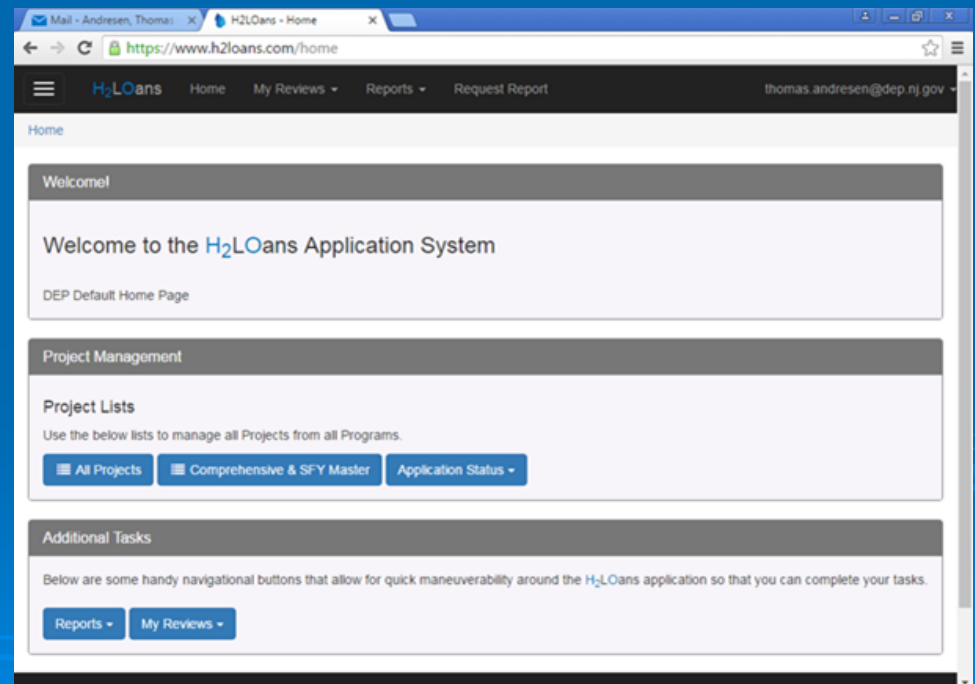 Mail - Andresen, Thomas
H2LOans - Home
https://www.h2loans.com/home
H₂LOans Home My Reviews Reports Request Report thomas.andresen@dep.nj.gov
Home
Welcome!
Welcome to the H₂LOans Application System
DEP Default Home Page
Project Management
Project Lists
Use the below lists to manage all Projects from all Programs.
All Projects Comprehensive & SFY Master Application Status
Additional Tasks
Below are some handy navigational buttons that allow for quick maneuverability around the H₂LOans application so that you can complete your tasks.
Reports My Reviews